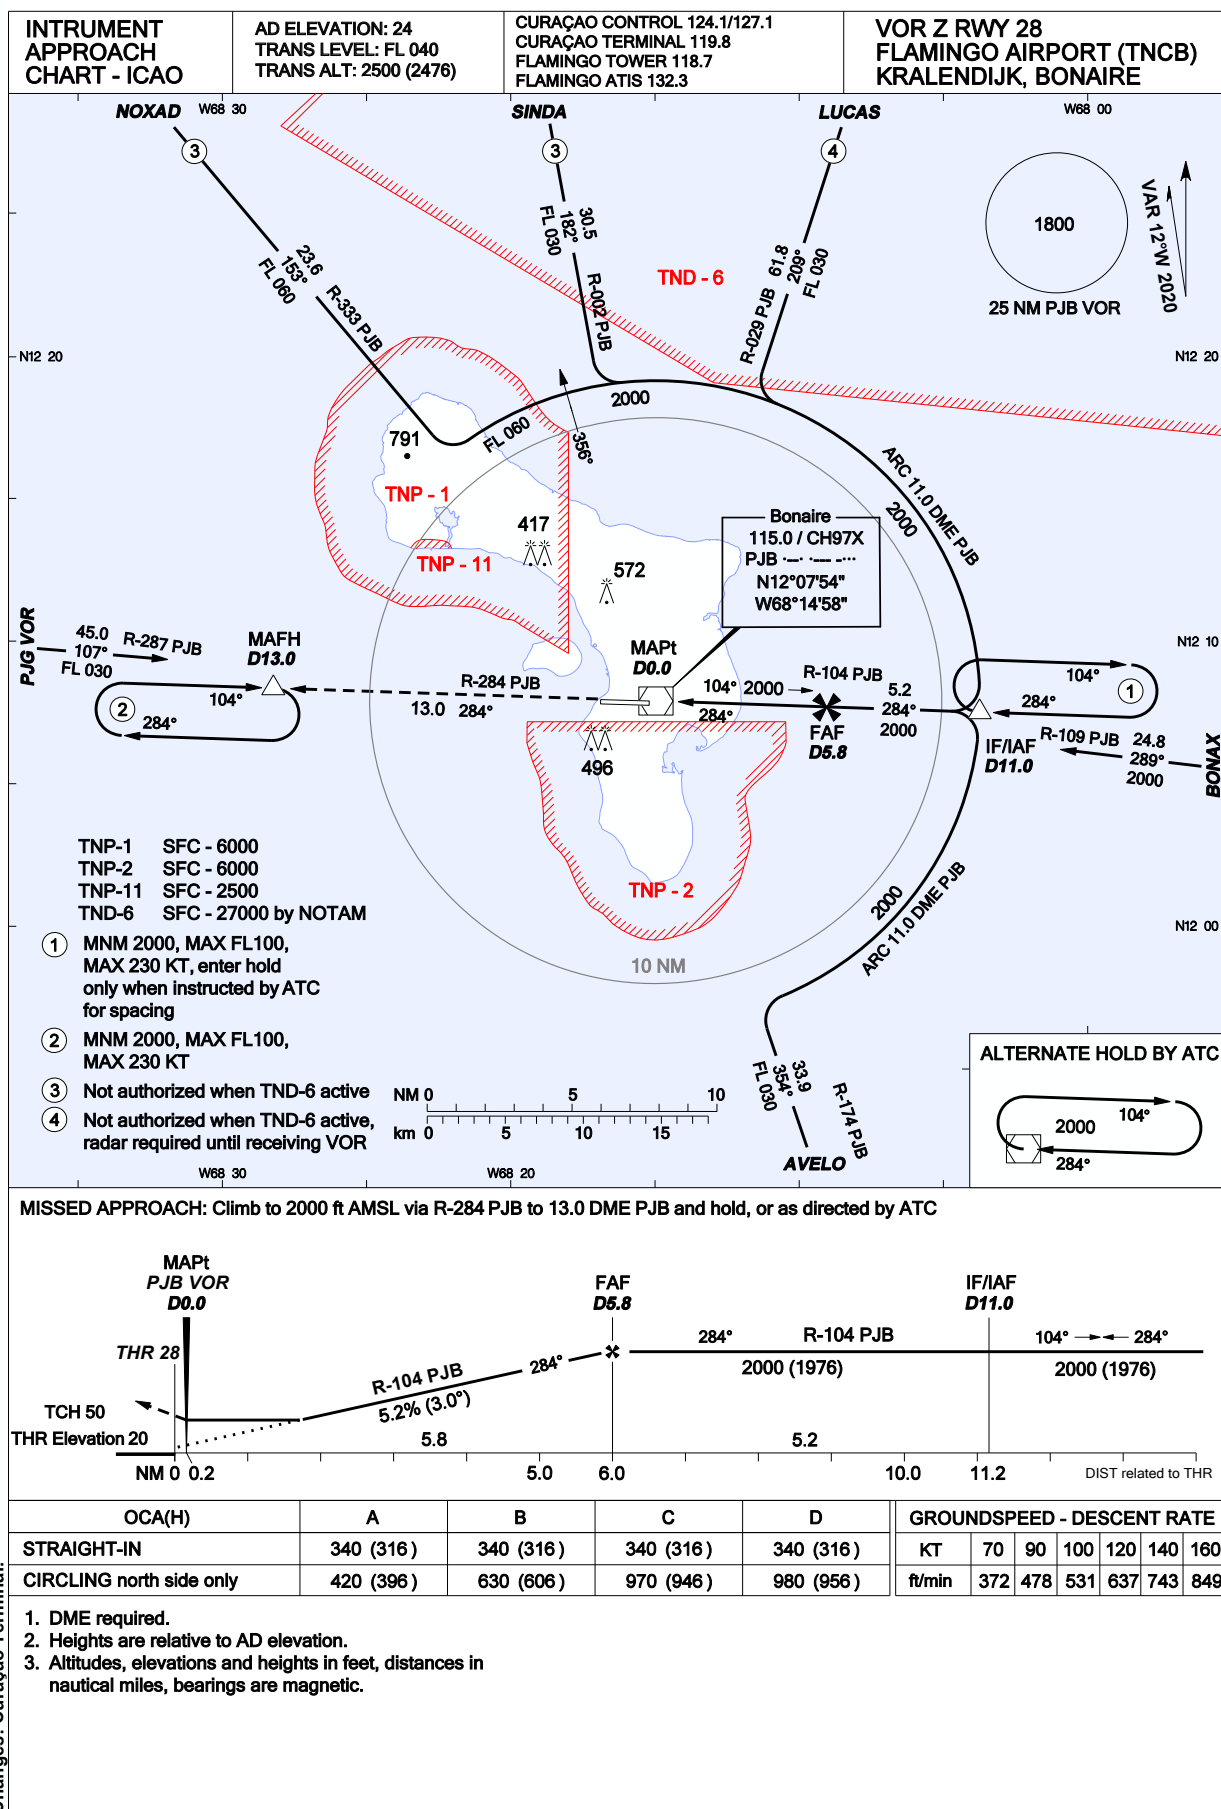 INTRUMENT
APPROACH
CHART - ICAO
AD ELEVATION: 24
TRANS LEVEL: FL 040
TRANS ALT: 2500 (2476)
CURAÇAO CONTROL 124.1/127.1
CURAÇAO TERMINAL 119.8
FLAMINGO TOWER 118.7
FLAMINGO ATIS 132.3
VOR Z RWY 28
FLAMINGO AIRPORT (TNCB)
KRALENDIJK, BONAIRE
NOXAD
W68 30
SINDA
LUCAS
W68 00
3
3
4
1800
25 NM PJB VOR
VAR 12°W 2020
23.6
153°
FL 060
R-333 PJB
30.5
182°
FL 030
R-002 PJB
61.8
209°
FL 030
R-029 PJB
TND - 6
N12 20
N12 20
2000
FL 060
356°
791
TNP - 1
417
TNP - 11
572
ARC 11.0 DME PJB
2000
Bonaire
115.0 / CH97X
PJB ·--· ·--- -···
N12°07'54"
W68°14'58"
PJG VOR
45.0
107°
FL 030
R-287 PJB
MAFH
D13.0
104°
284°
2
R-284 PJB
13.0 284°
MAPt
D0.0
104° 2000
284°
R-104 PJB
FAF
D5.8
5.2
284°
2000
N12 10
104°
1
284°
IF/IAF
D11.0
R-109 PJB
24.8
289°
2000
BONAX
496
TNP - 2
10 NM
2000
ARC 11.0 DME PJB
N12 00
TNP-1 SFC - 6000
TNP-2 SFC - 6000
TNP-11 SFC - 2500
TND-6 SFC - 27000 by NOTAM
1 MNM 2000, MAX FL100,
MAX 230 KT, enter hold
only when instructed by ATC
for spacing
2 MNM 2000, MAX FL100,
MAX 230 KT
3 Not authorized when TND-6 active
4 Not authorized when TND-6 active,
radar required until receiving VOR
NM 0 5 10
km 0 5 10 15
33.9
354°
FL 030
R-174 PJB
AVELO
W68 30
W68 20
ALTERNATE HOLD BY ATC
104°
2000
284°
MISSED APPROACH: Climb to 2000 ft AMSL via R-284 PJB to 13.0 DME PJB and hold, or as directed by ATC
MAPt
PJB VOR
D0.0
FAF
D5.8
IF/IAF
D11.0
THR 28
284° R-104 PJB
104° 284°
2000 (1976)
2000 (1976)
R-104 PJB
284°
5.2% (3.0°)
TCH 50
THR Elevation 20
5.8
5.2
NM 0 0.2 5.0 6.0 10.0 11.2
DIST related to THR
OCA(H) A B C D
STRAIGHT-IN 340 (316) 340 (316) 340 (316) 340 (316)
CIRCLING north side only 420 (396) 630 (606) 970 (946) 980 (956)
GROUNDSPEED - DESCENT RATE
KT 70 90 100 120 140 160
ft/min 372 478 531 637 743 849
1. DME required.
2. Heights are relative to AD elevation.
3. Altitudes, elevations and heights in feet, distances in
nautical miles, bearings are magnetic.
Changes: Curaçao Terminal.